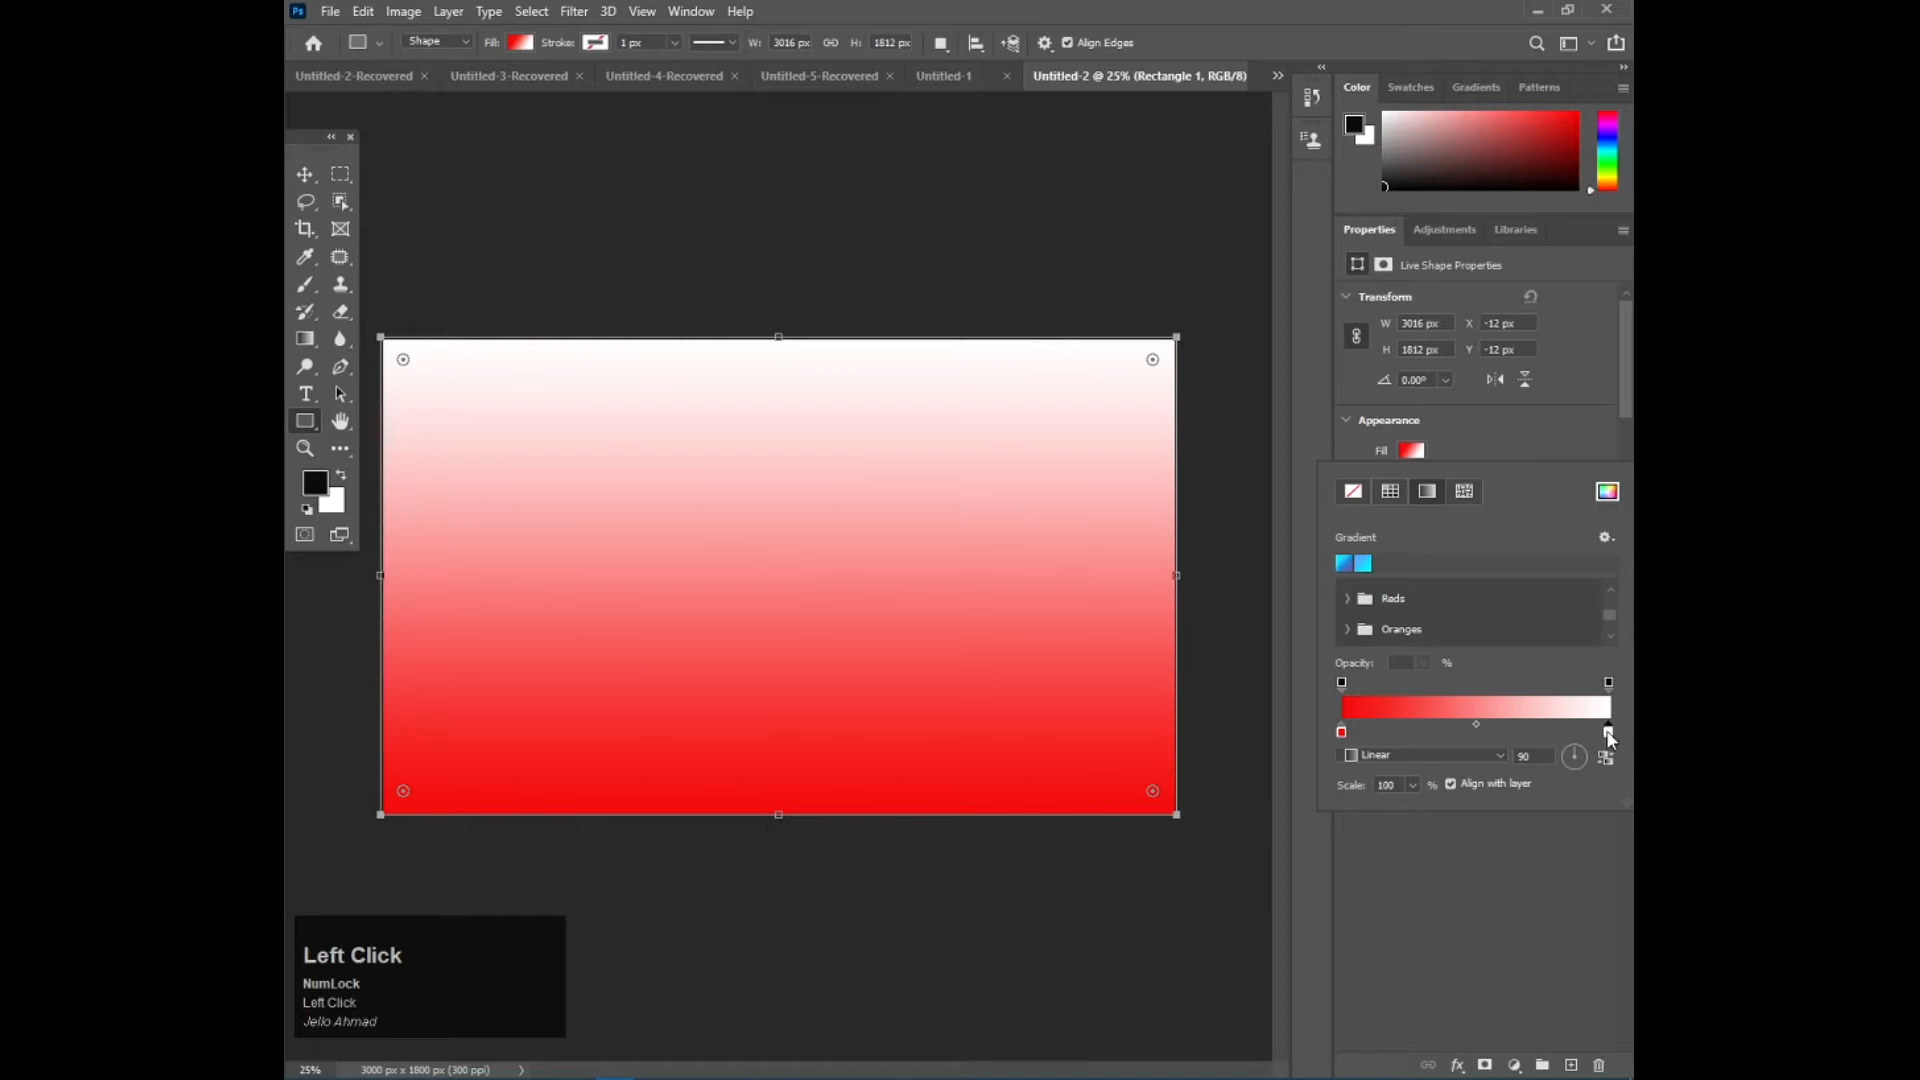 Ps File Edit Image Layer Type Select Filter 3D View Window Help
Shape Fill: Stroke: 1 px W: 3016 px H: 1812 px Align Edges
Untitled-2-Recovered × Untitled-3-Recovered × Untitled-4-Recovered × Untitled-5-Recovered × Untitled-1 × Untitled-2 @ 25% (Rectangle 1, RGB/8)
Color Swatches Gradients Patterns
Properties Adjustments Libraries
Live Shape Properties
Transform
W 3016 px X -12 px
H 1812 px Y -12 px
0.00°
Appearance
Fill
Gradient
Reds
Oranges
Opacity: %
Linear 90
Scale: 100 % Align with layer
Left Click
NumLock
Left Click
Jello Ahmad
25% 3000 px x 1800 px (300 ppi)
fx